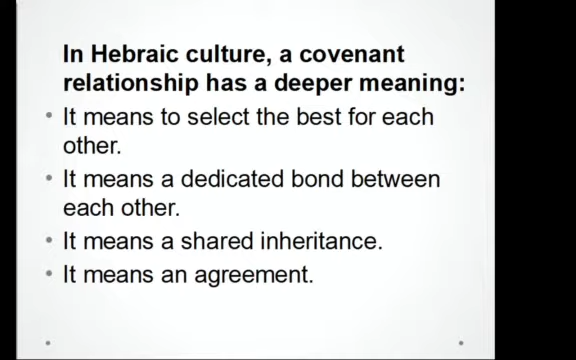 In Hebraic culture, a covenant
relationship has a deeper meaning:
• It means to select the best for each
other.
• It means a dedicated bond between
each other.
• It means a shared inheritance.
• It means an agreement.